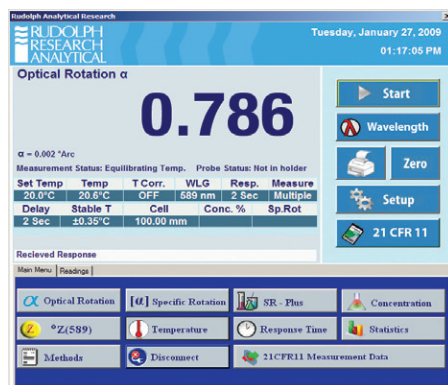 Rudolph Analytical Research
RUDOLPH
RESEARCH
ANALYTICAL
Tuesday, January 27, 2009
01:17:05 PM
Optical Rotation α
0.786
α = 0.002 °Arc
Measurement Status: Equilibrating Temp. Probe Status: Not in holder
Set Temp Temp T Corr. WLG Resp. Measure
20.0°C 20.6°C OFF 589 nm 2 Sec Multiple
Delay Stable T Cell Conc. % Sp.Rot
2 Sec ±0.35°C 100.00 mm
Recieved Response
Start
Wavelength
Zero
Setup
21 CFR 11
Main Menu Readings
α Optical Rotation [α] Specific Rotation SR - Plus Concentration
Z °Z(589) Temperature Response Time Statistics
Methods Disconnect 21CFR11 Measurement Data